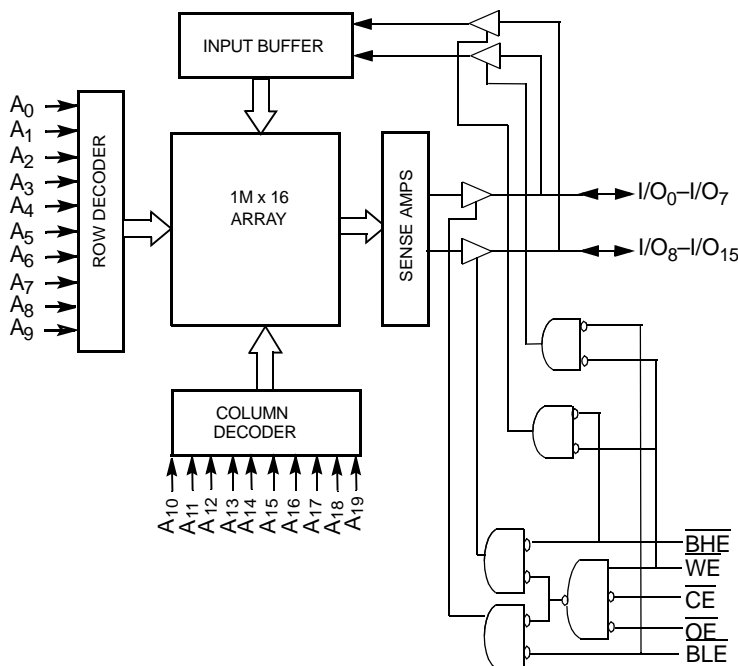 INPUT BUFFER
A0
A1
A2
A3
A4
A5
A6
A7
A8
A9
ROW DECODER
1M x 16
ARRAY
SENSE AMPS
I/O0–I/O7
I/O8–I/O15
COLUMN
DECODER
A10
A11
A12
A13
A14
A15
A16
A17
A18
A19
BHE
WE
CE
OE
BLE